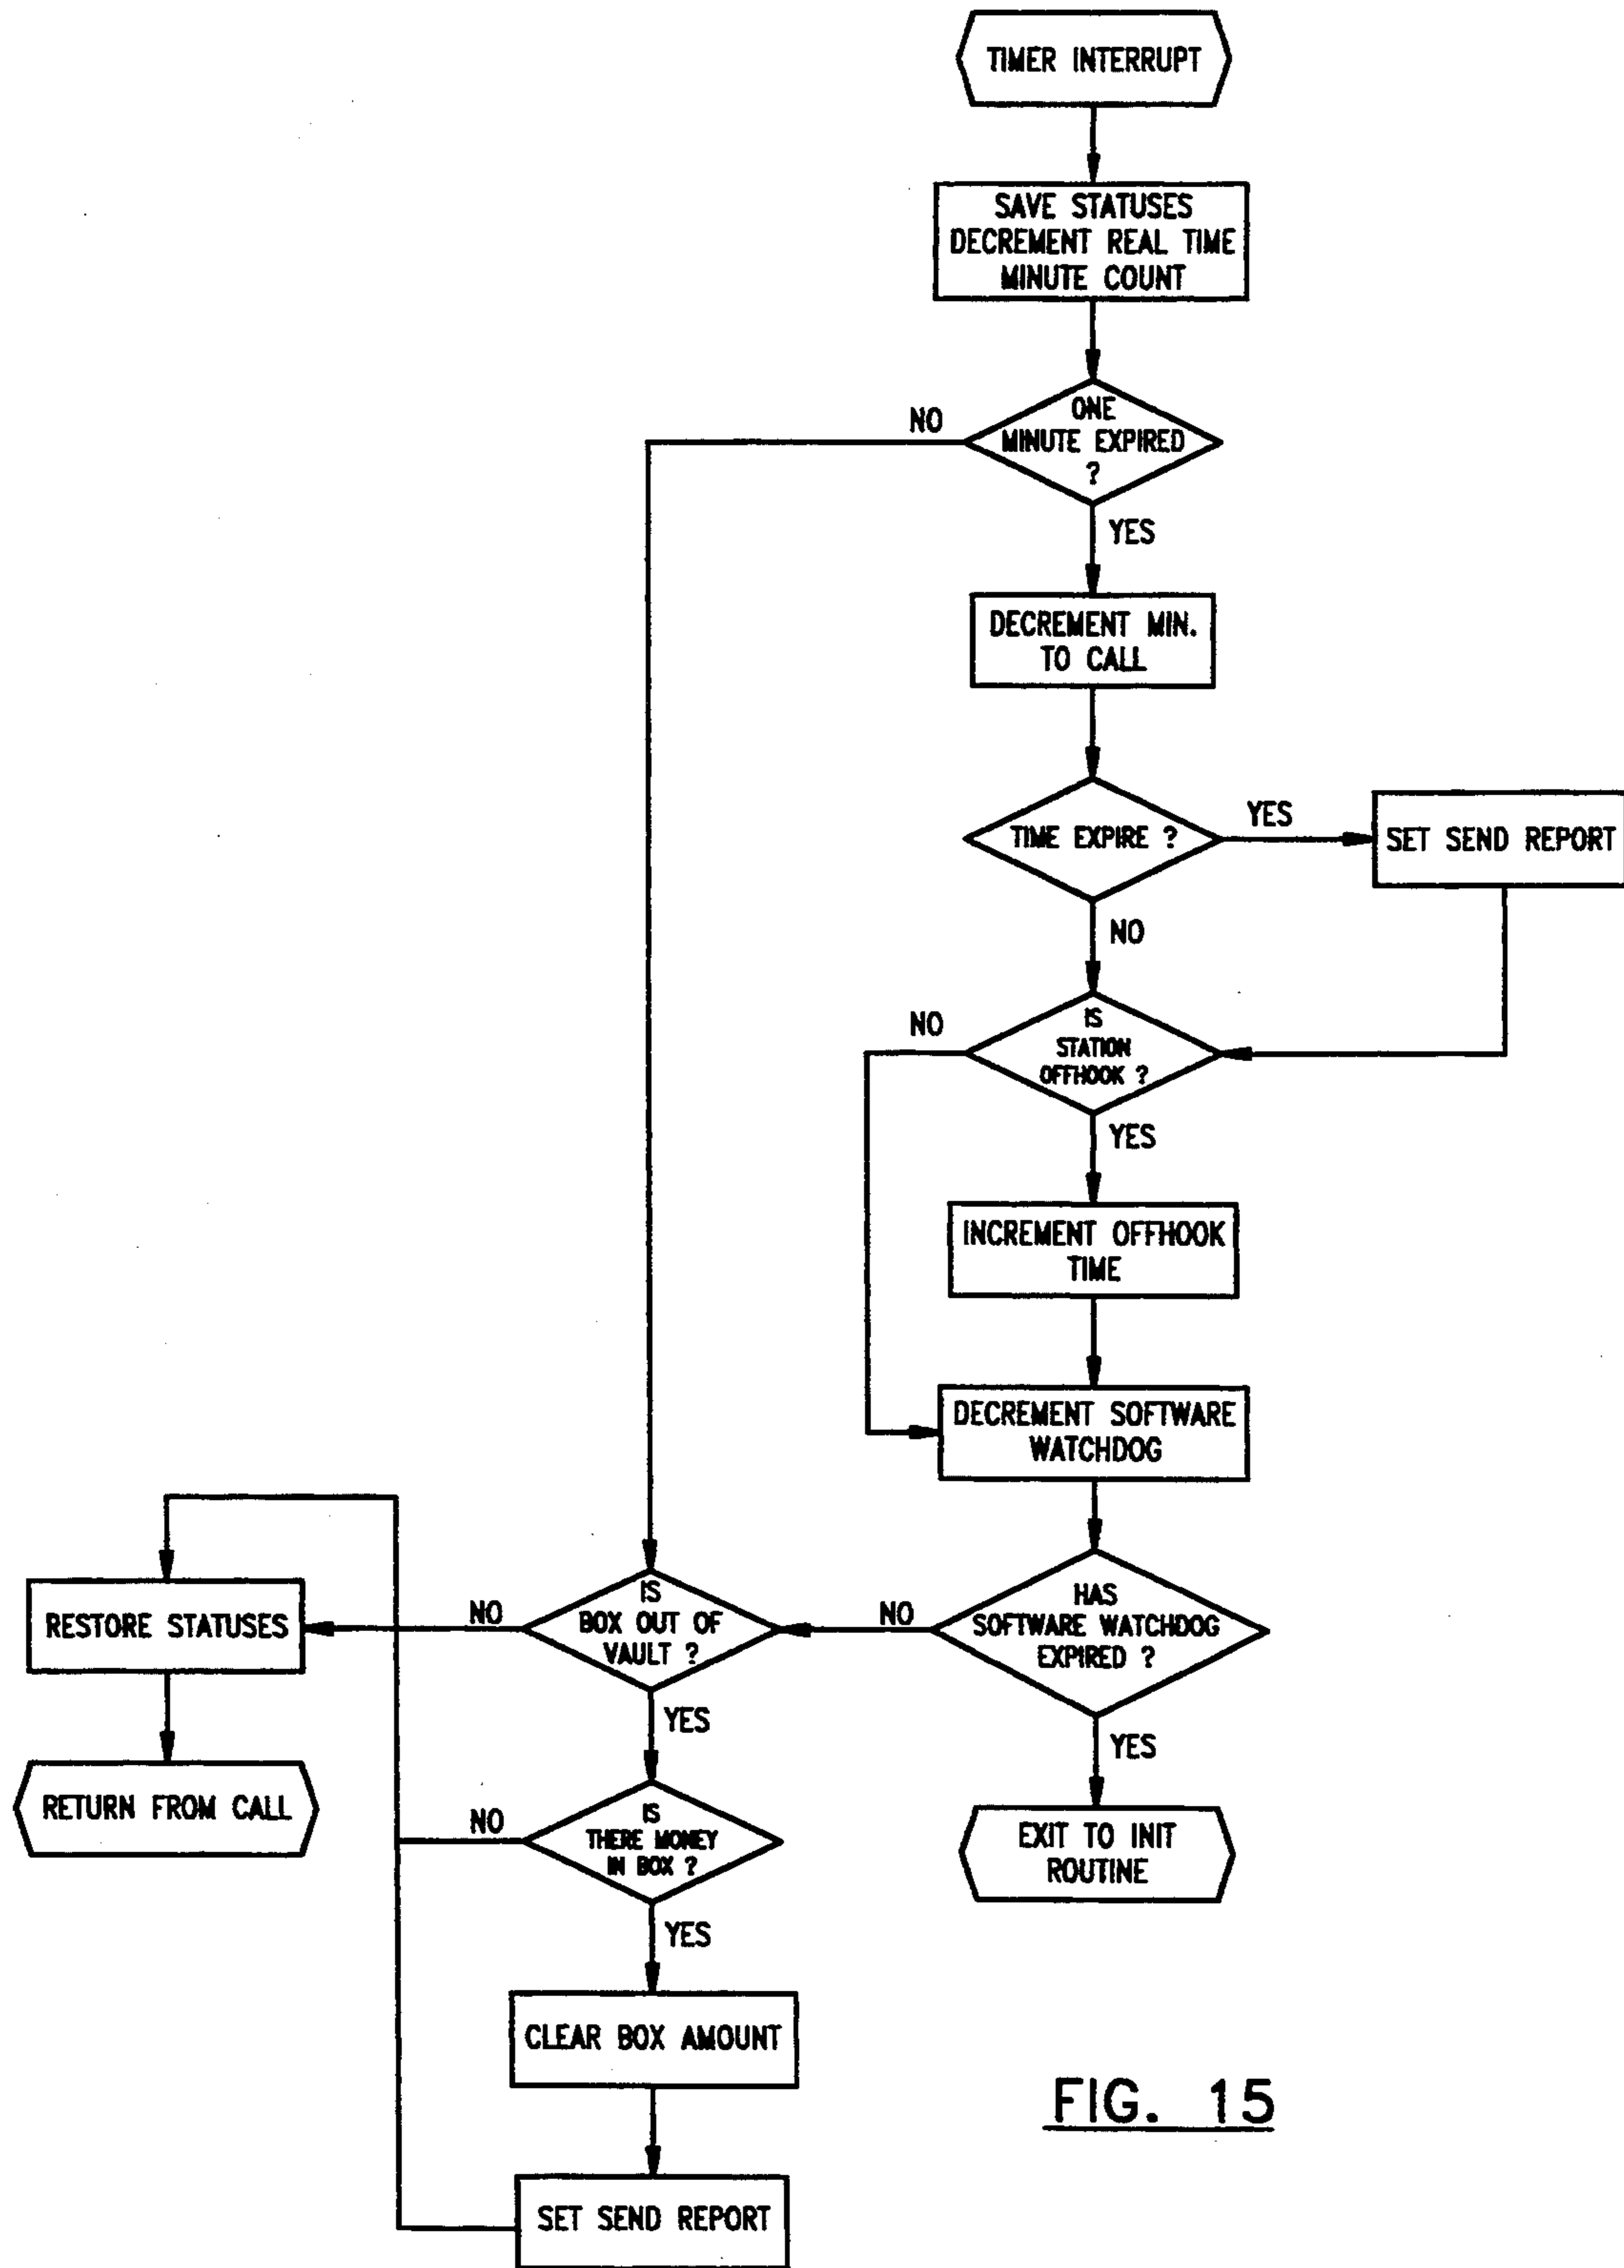 TIMER INTERRUPT
SAVE STATUSES
DECREMENT REAL TIME
MINUTE COUNT
ONE
MINUTE EXPIRED
?
NO
YES
DECREMENT MIN.
TO CALL
TIME EXPIRE ?
YES
SET SEND REPORT
NO
IS
STATION
OFFHOOK ?
NO
YES
INCREMENT OFFHOOK
TIME
DECREMENT SOFTWARE
WATCHDOG
HAS
SOFTWARE WATCHDOG
EXPIRED ?
NO
YES
EXIT TO INIT
ROUTINE
IS
BOX OUT OF
VAULT ?
NO
YES
RESTORE STATUSES
RETURN FROM CALL
IS
THERE MONEY
IN BOX ?
NO
YES
CLEAR BOX AMOUNT
SET SEND REPORT
FIG. 15